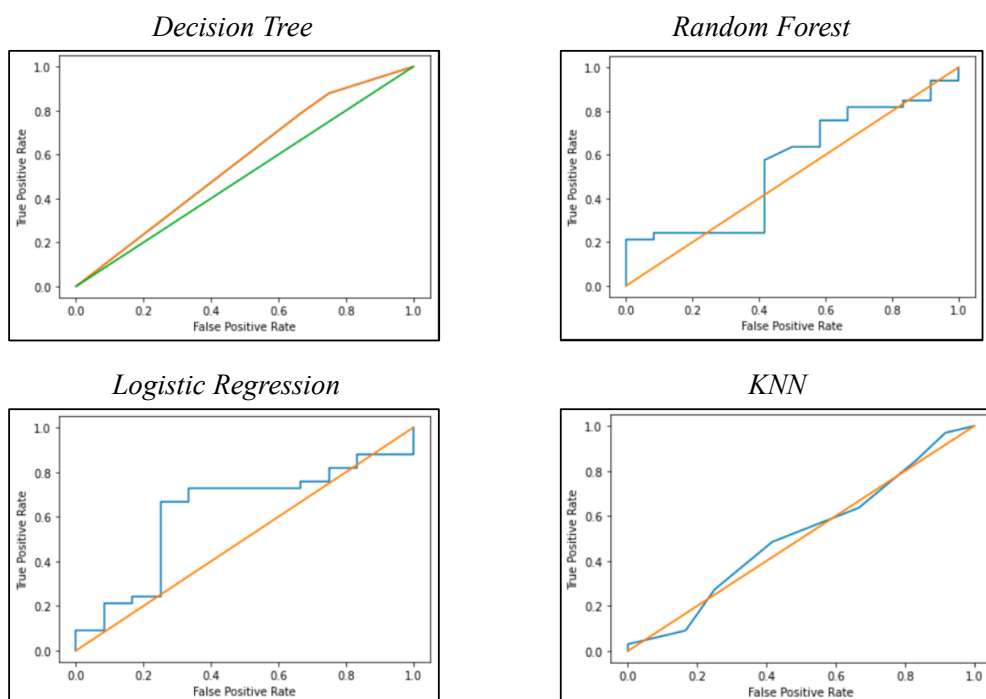 Decision Tree
1.0
0.8
0.6
0.4
0.2
0.0
True Positive Rate
0.0 0.2 0.4 0.6 0.8 1.0
False Positive Rate
Random Forest
1.0
0.8
0.6
0.4
0.2
0.0
True Positive Rate
0.0 0.2 0.4 0.6 0.8 1.0
False Positive Rate
Logistic Regression
1.0
0.8
0.6
0.4
0.2
0.0
True Positive Rate
0.0 0.2 0.4 0.6 0.8 1.0
False Positive Rate
KNN
1.0
0.8
0.6
0.4
0.2
0.0
True Positive Rate
0.0 0.2 0.4 0.6 0.8 1.0
False Positive Rate